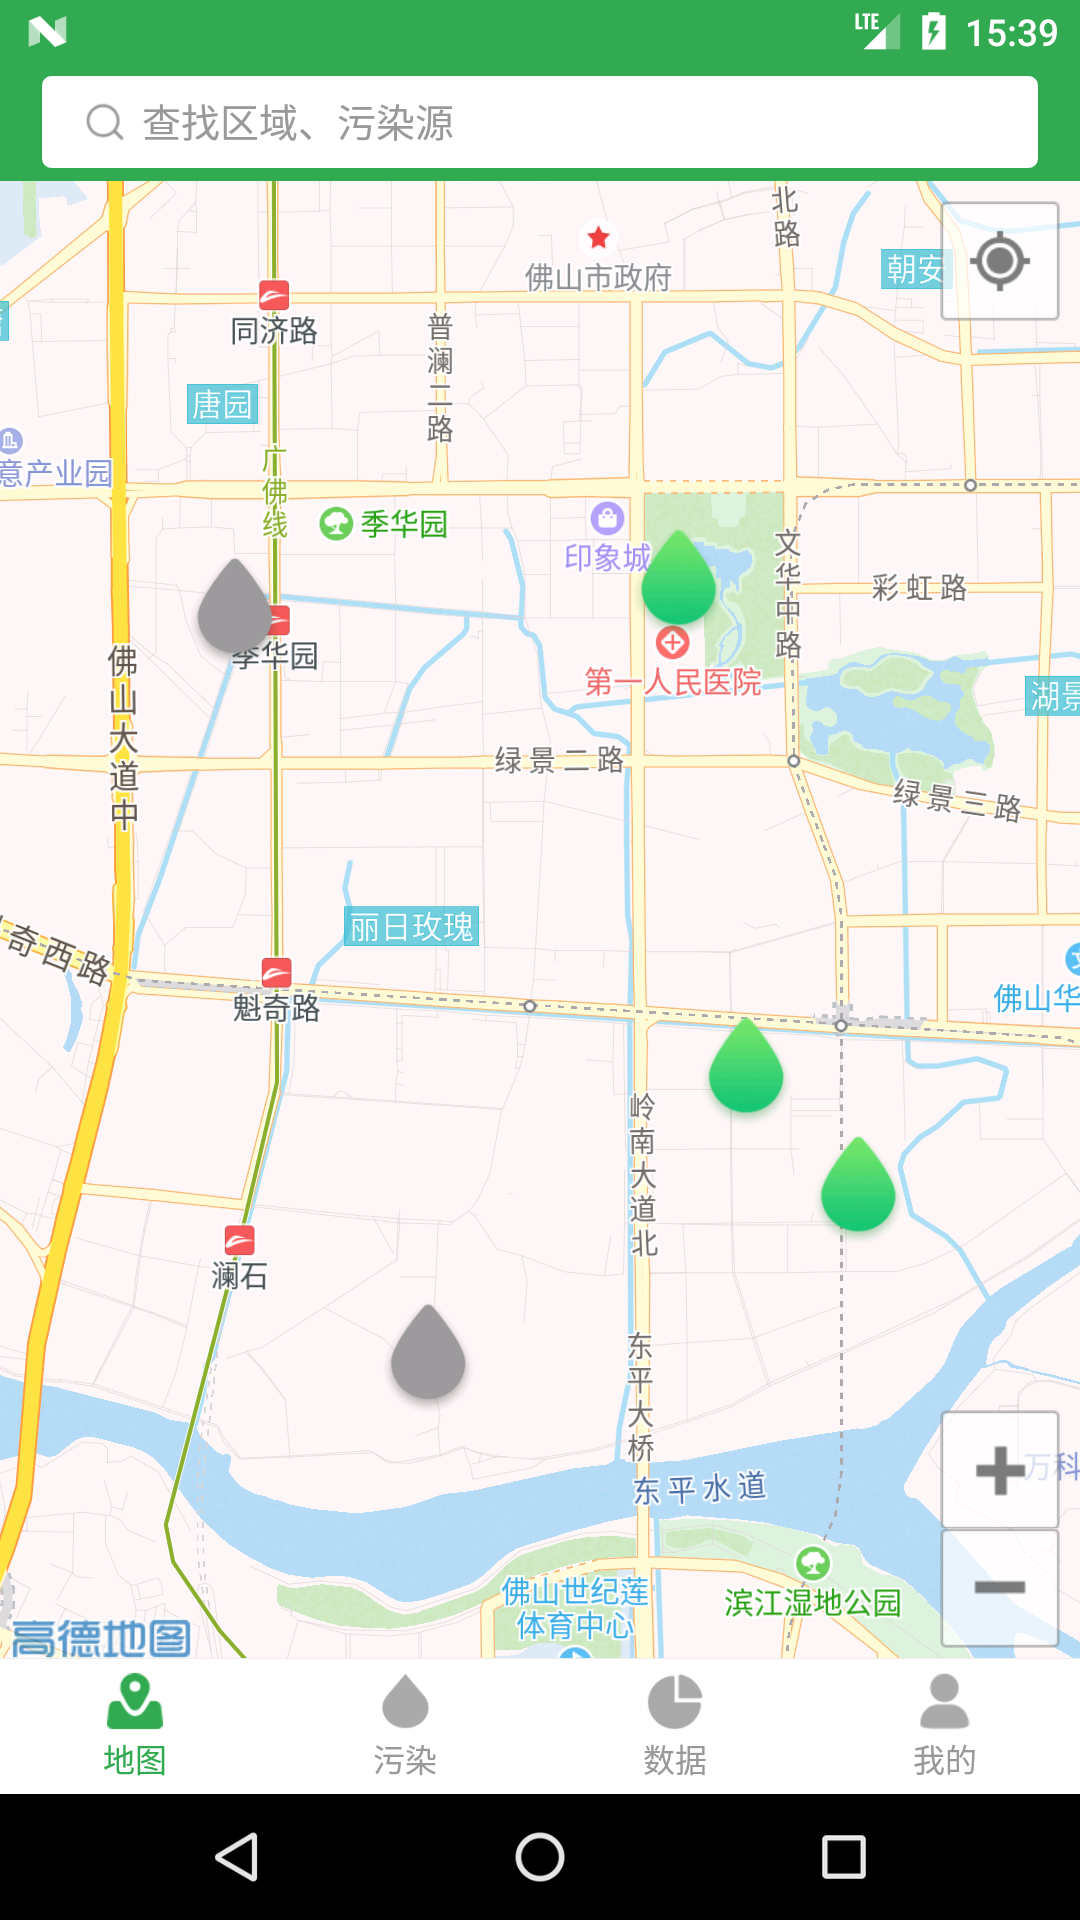 LTE
15:39
查找区域、污染源
北路
佛山市政府
朝安
同济路
普澜二路
唐园
意产业园
广佛线
季华园
印象城
文华中路
彩虹路
季华园
第一人民医院
佛山大道中
湖景
绿景二路
绿景三路
丽日玫瑰
奇西路
魁奇路
佛山华
岭南大道北
澜石
东平大桥
万科
东平水道
佛山世纪莲
体育中心
滨江湿地公园
高德地图
地图
污染
数据
我的